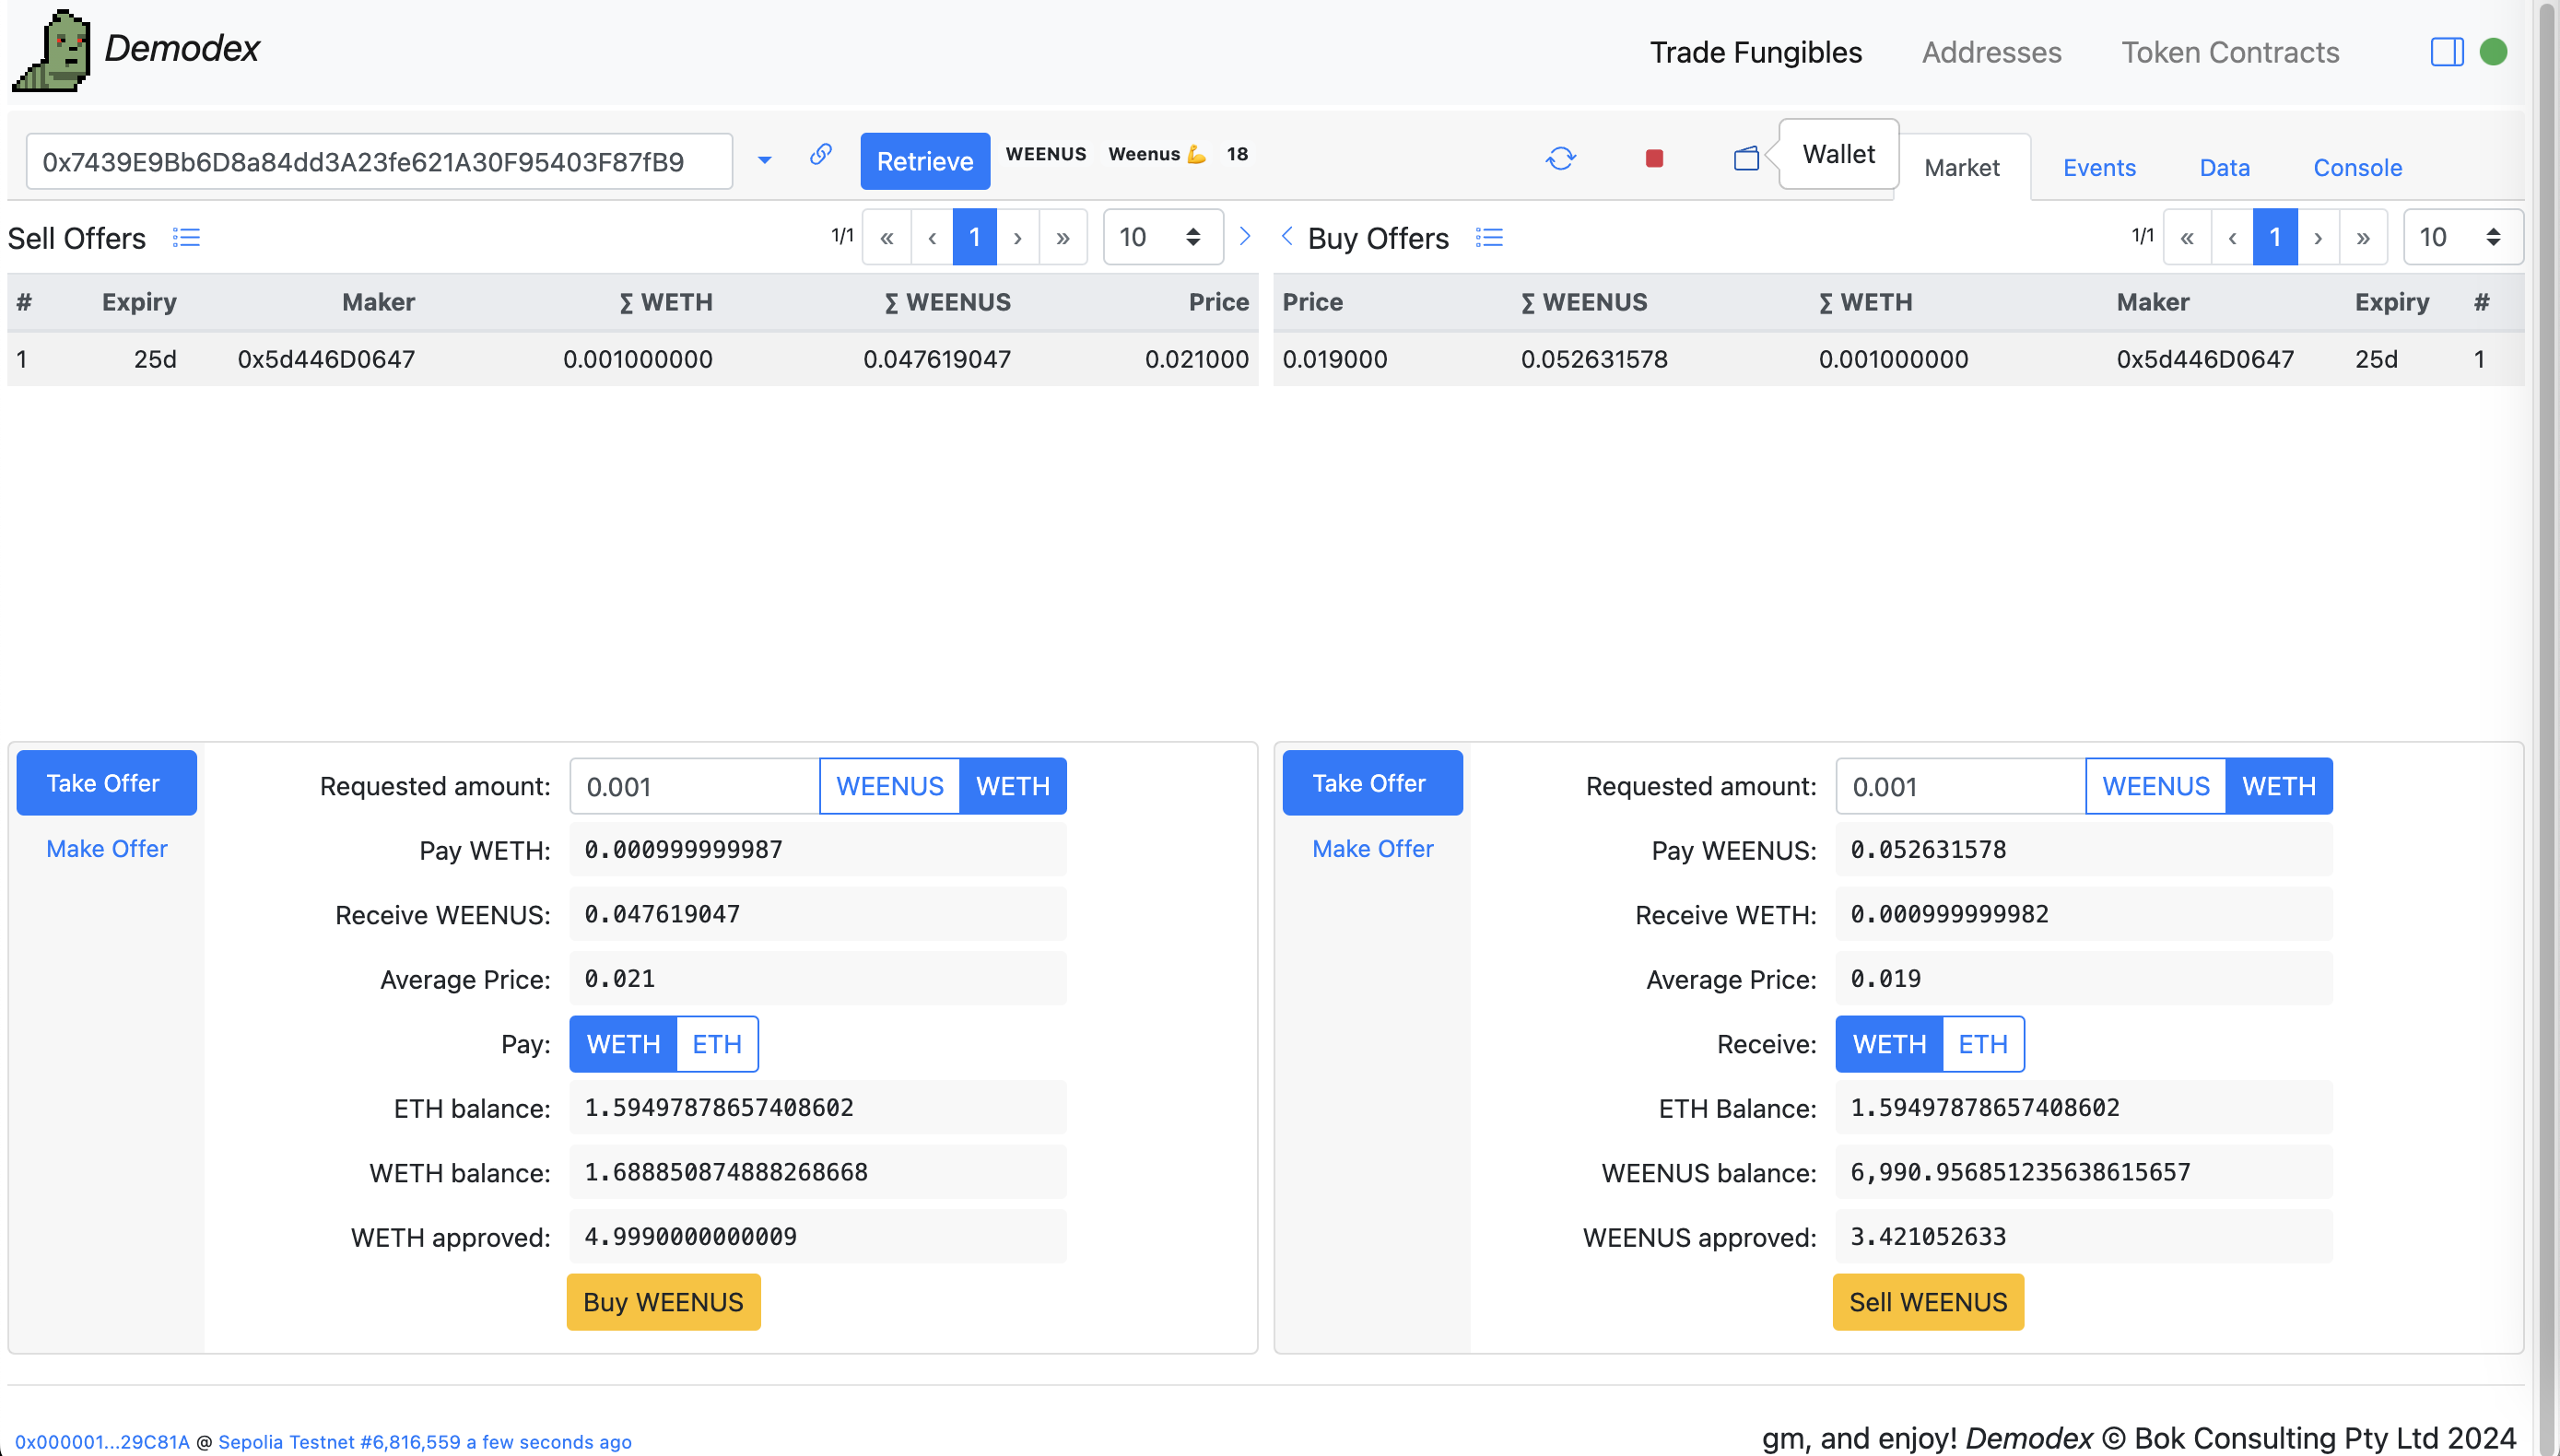 Demodex
Trade Fungibles Addresses Token Contracts
0x7439E9Bb6D8a84dd3A23fe621A30F95403F87fB9 Retrieve WEENUS Weenus 💪 18 Wallet Market Events Data Console
Sell Offers 1/1 « ‹ 1 › » 10
# Expiry Maker ∑ WETH ∑ WEENUS Price
1 25d 0x5d446D0647 0.001000000 0.047619047 0.021000
Buy Offers 1/1 « ‹ 1 › » 10
Price ∑ WEENUS ∑ WETH Maker Expiry #
0.019000 0.052631578 0.001000000 0x5d446D0647 25d 1
Take Offer
Make Offer
Requested amount: 0.001 WEENUS WETH
Pay WETH: 0.000999999987
Receive WEENUS: 0.047619047
Average Price: 0.021
Pay: WETH ETH
ETH balance: 1.59497878657408602
WETH balance: 1.688850874888268668
WETH approved: 4.9990000000009
Buy WEENUS
Take Offer
Make Offer
Requested amount: 0.001 WEENUS WETH
Pay WEENUS: 0.052631578
Receive WETH: 0.000999999982
Average Price: 0.019
Receive: WETH ETH
ETH Balance: 1.59497878657408602
WEENUS balance: 6,990.956851235638615657
WEENUS approved: 3.421052633
Sell WEENUS
0x000001...29C81A @ Sepolia Testnet #6,816,559 a few seconds ago
gm, and enjoy! Demodex © Bok Consulting Pty Ltd 2024